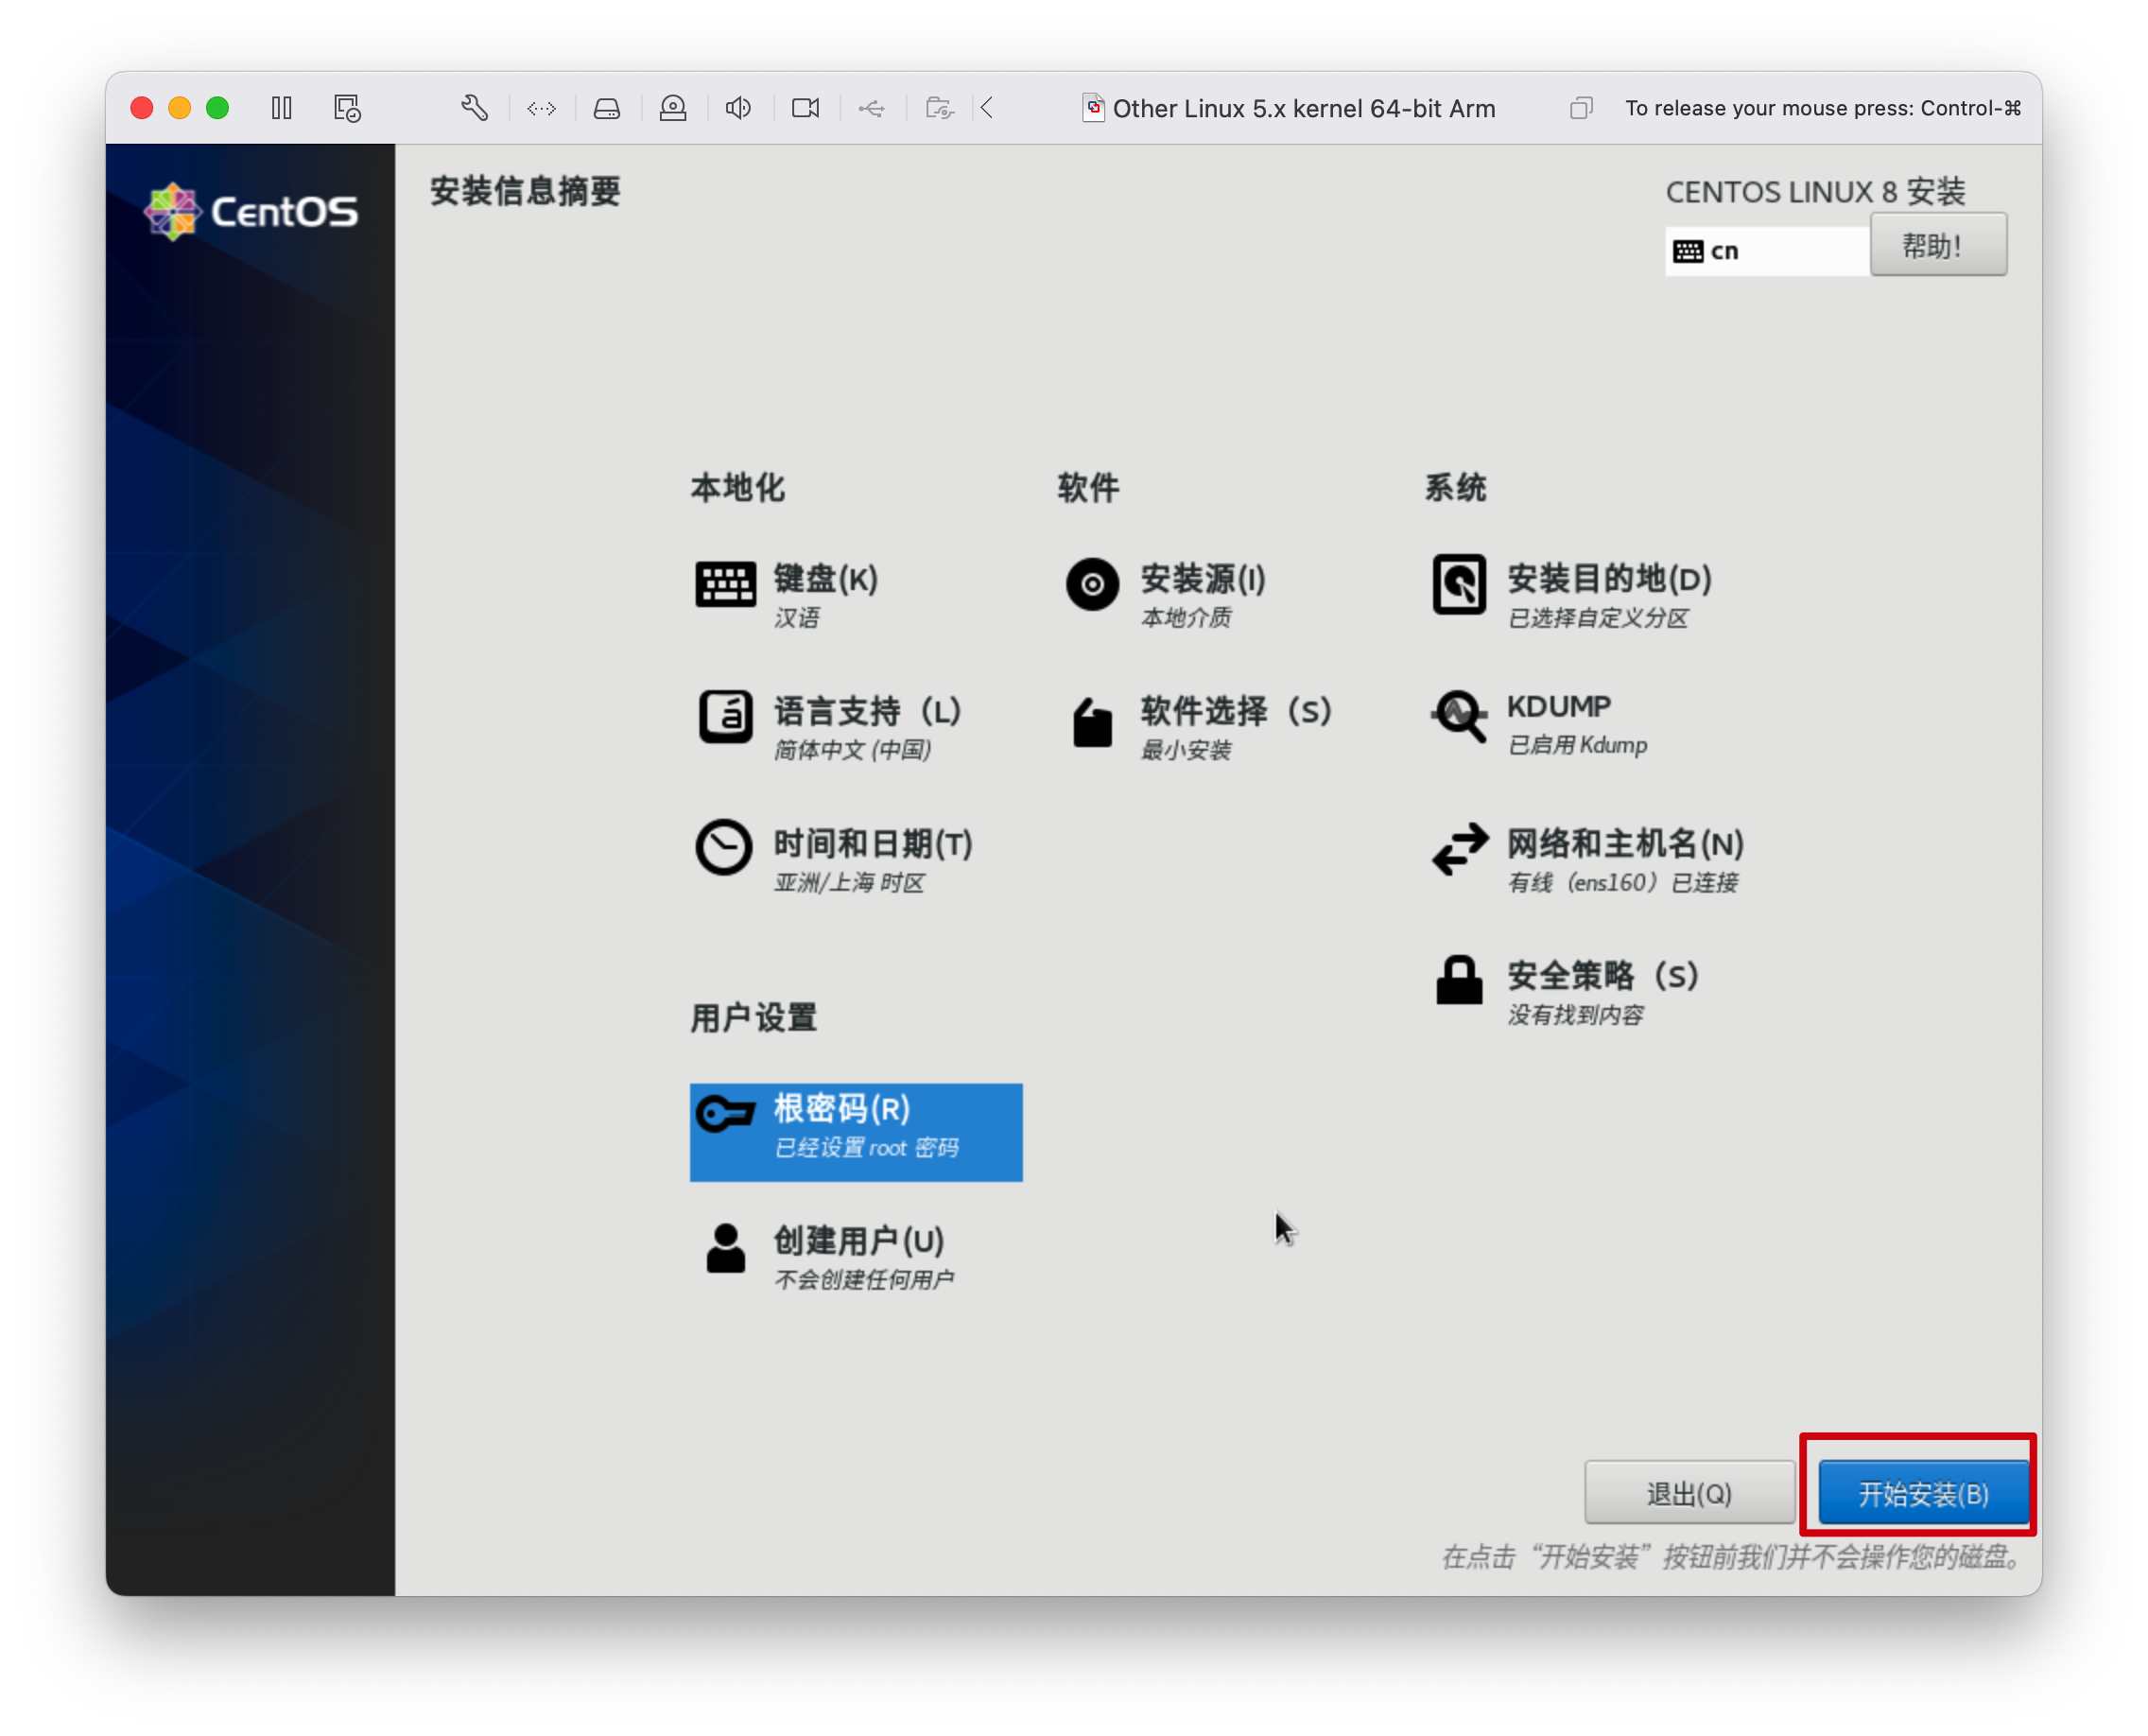 Other Linux 5.x kernel 64-bit Arm
To release your mouse press: Control-⌘
CentOS
安装信息摘要
CENTOS LINUX 8 安装
cn
帮助!
本地化
键盘(K)
汉语
语言支持（L）
简体中文 (中国)
时间和日期(T)
亚洲/上海 时区
软件
安装源(I)
本地介质
软件选择（S）
最小安装
系统
安装目的地(D)
已选择自定义分区
KDUMP
已启用 Kdump
网络和主机名(N)
有线（ens160）已连接
安全策略（S）
没有找到内容
用户设置
根密码(R)
已经设置 root 密码
创建用户(U)
不会创建任何用户
退出(Q)
开始安装(B)
在点击“开始安装”按钮前我们并不会操作您的磁盘。